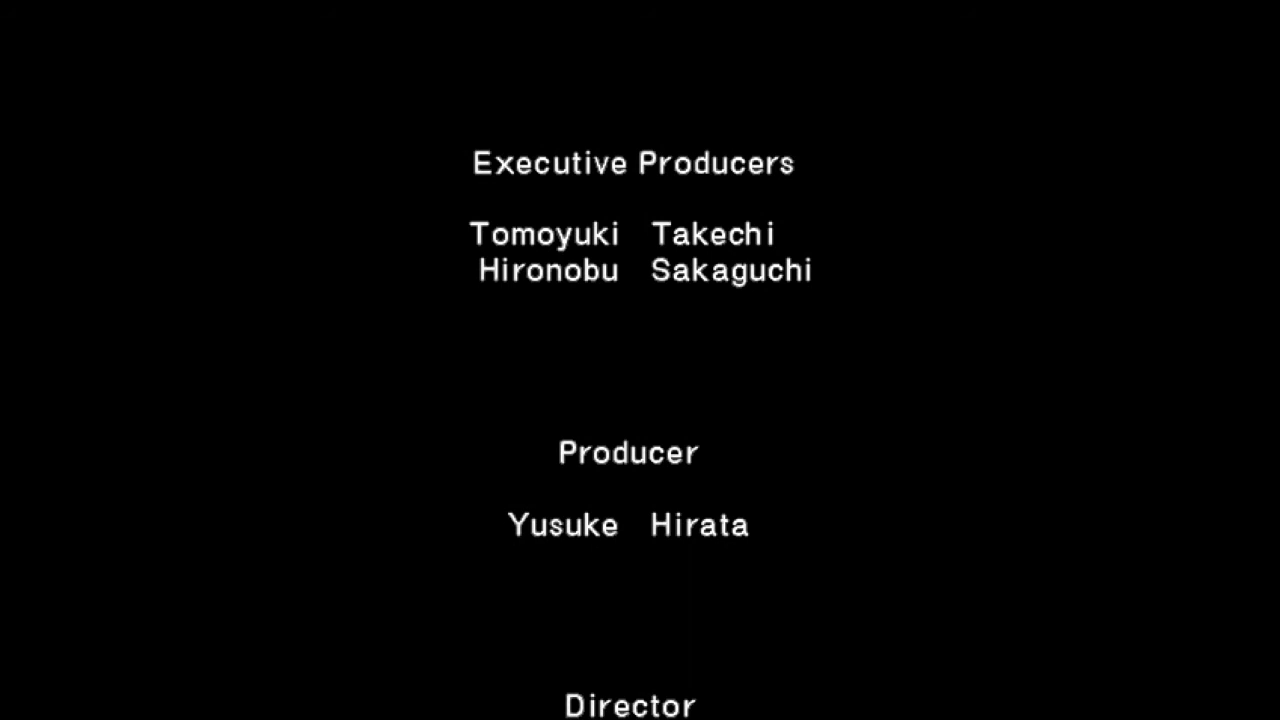 Executive Producers
Tomoyuki Takechi
Hironobu Sakaguchi
Producer
Yusuke Hirata
Director